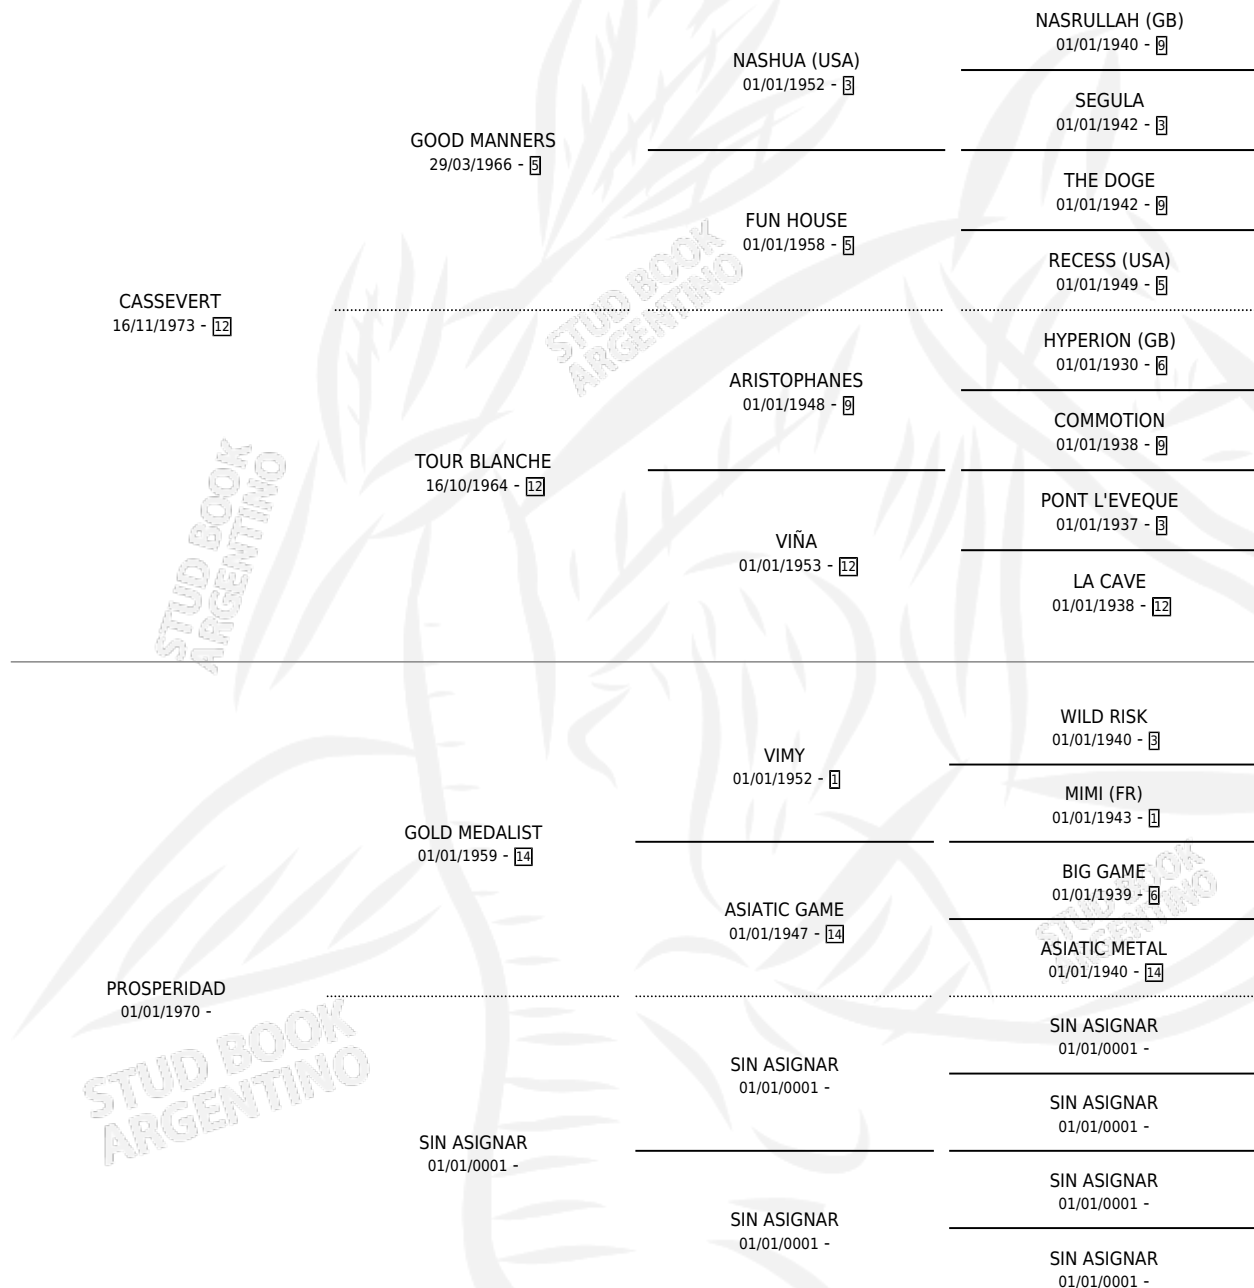 NASRULLAH (GB)
01/01/1940 - 9
NASHUA (USA)
01/01/1952 - 3
SEGULA
01/01/1942 - 3
GOOD MANNERS
29/03/1966 - 5
THE DOGE
01/01/1942 - 9
FUN HOUSE
01/01/1958 - 5
RECESS (USA)
01/01/1949 - 5
CASSEVERT
16/11/1973 - 12
HYPERION (GB)
01/01/1930 - 6
ARISTOPHANES
01/01/1948 - 9
COMMOTION
01/01/1938 - 9
TOUR BLANCHE
16/10/1964 - 12
PONT L'EVEQUE
01/01/1937 - 3
VIÑA
01/01/1953 - 12
LA CAVE
01/01/1938 - 12
WILD RISK
01/01/1940 - 3
VIMY
01/01/1952 - 1
MIMI (FR)
01/01/1943 - 1
GOLD MEDALIST
01/01/1959 - 14
BIG GAME
01/01/1939 - 6
ASIATIC GAME
01/01/1947 - 14
ASIATIC METAL
01/01/1940 - 14
PROSPERIDAD
01/01/1970 -
SIN ASIGNAR
01/01/0001 -
SIN ASIGNAR
01/01/0001 -
SIN ASIGNAR
01/01/0001 -
SIN ASIGNAR
01/01/0001 -
SIN ASIGNAR
01/01/0001 -
SIN ASIGNAR
01/01/0001 -
SIN ASIGNAR
01/01/0001 -
STUD BOOK
ARGENTINO
STUD BOOK
ARGENTINO
STUD BOOK
ARGENTINO
STUD BOOK
ARGENTINO